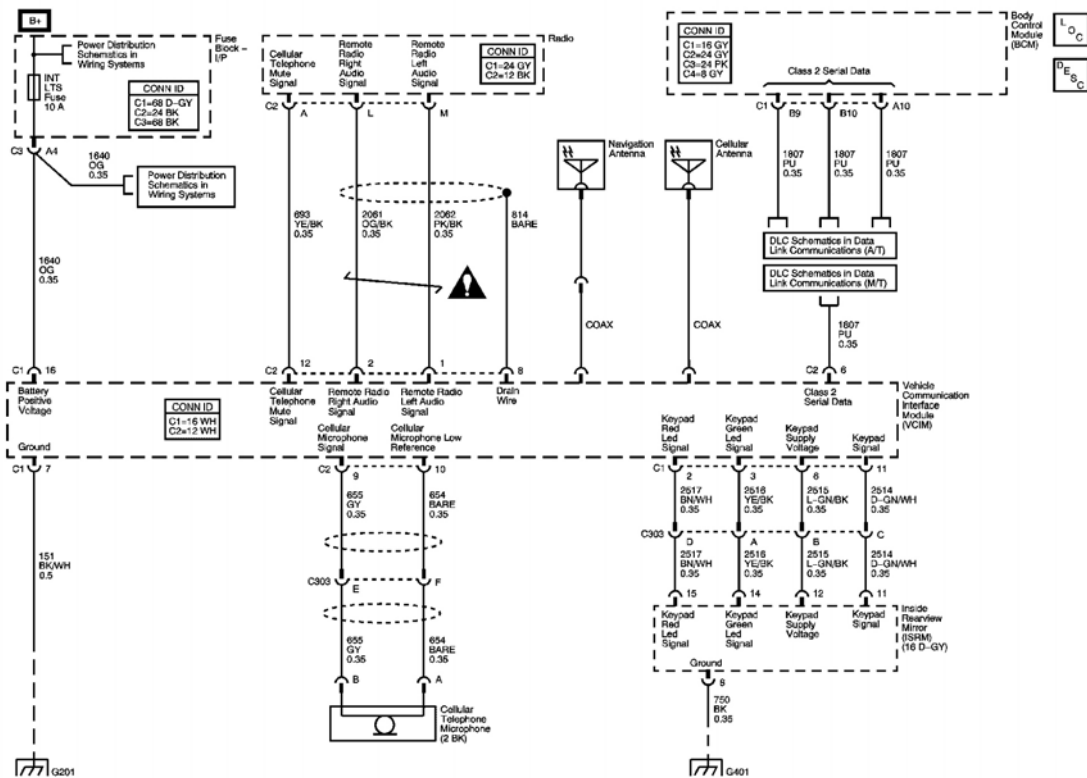 B+
Power Distribution
Schematics in
Wiring Systems
Fuse
Block –
I/P
INT
LTS
Fuse
10 A
CONN ID
C1=68 D–GY
C2=24 BK
C3=68 BK
C3
A4
1640
OG
0.35
Power Distribution
Schematics in
Wiring Systems
1640
OG
0.35
Radio
Cellular
Telephone
Mute
Signal
Remote
Radio
Right
Audio
Signal
Remote
Radio
Left
Audio
Signal
CONN ID
C1=24 GY
C2=12 BK
C2
A
L
M
693
YE/BK
0.35
2061
OG/BK
0.35
2062
PK/BK
0.35
814
BARE
Navigation
Antenna
Cellular
Antenna
COAX
COAX
Body
Control
Module
(BCM)
CONN ID
C1=16 GY
C2=24 GY
C3=24 PK
C4=8 GY
Class 2 Serial Data
C1
B9
B10
A10
1807
PU
0.35
1807
PU
0.35
1807
PU
0.35
DLC Schematics in Data
Link Communications (A/T)
DLC Schematics in Data
Link Communications (M/T)
1807
PU
0.35
LOC
DESC
C1
16
C2
12
2
1
8
C2
6
Battery
Positive
Voltage
CONN ID
C1=16 WH
C2=12 WH
Cellular
Telephone
Mute
Signal
Remote Radio
Right Audio
Signal
Remote Radio
Left Audio
Signal
Drain
Wire
Class 2
Serial Data
Vehicle
Communication
Interface
Module
(VCIM)
Ground
Cellular
Microphone
Signal
Cellular
Microphone Low
Reference
Keypad
Red
Led
Signal
Keypad
Green
Led
Signal
Keypad
Supply
Voltage
Keypad
Signal
C1
7
C2
9
10
C1
2
3
6
11
151
BK/WH
0.5
655
GY
0.35
654
BARE
0.35
2517
BN/WH
0.35
2516
YE/BK
0.35
2515
L–GN/BK
0.35
2514
D–GN/WH
0.35
C303
E
F
C303
D
A
B
C
655
GY
0.35
654
BARE
0.35
2517
BN/WH
0.35
2516
YE/BK
0.35
2515
L–GN/BK
0.35
2514
D–GN/WH
0.35
B
A
15
14
12
11
Cellular
Telephone
Microphone
(2 BK)
Keypad
Red
Led
Signal
Keypad
Green
Led
Signal
Keypad
Supply
Voltage
Keypad
Signal
Inside
Rearview
Mirror
(ISRM)
(16 D–GY)
Ground
750
BK
0.35
G201
G401